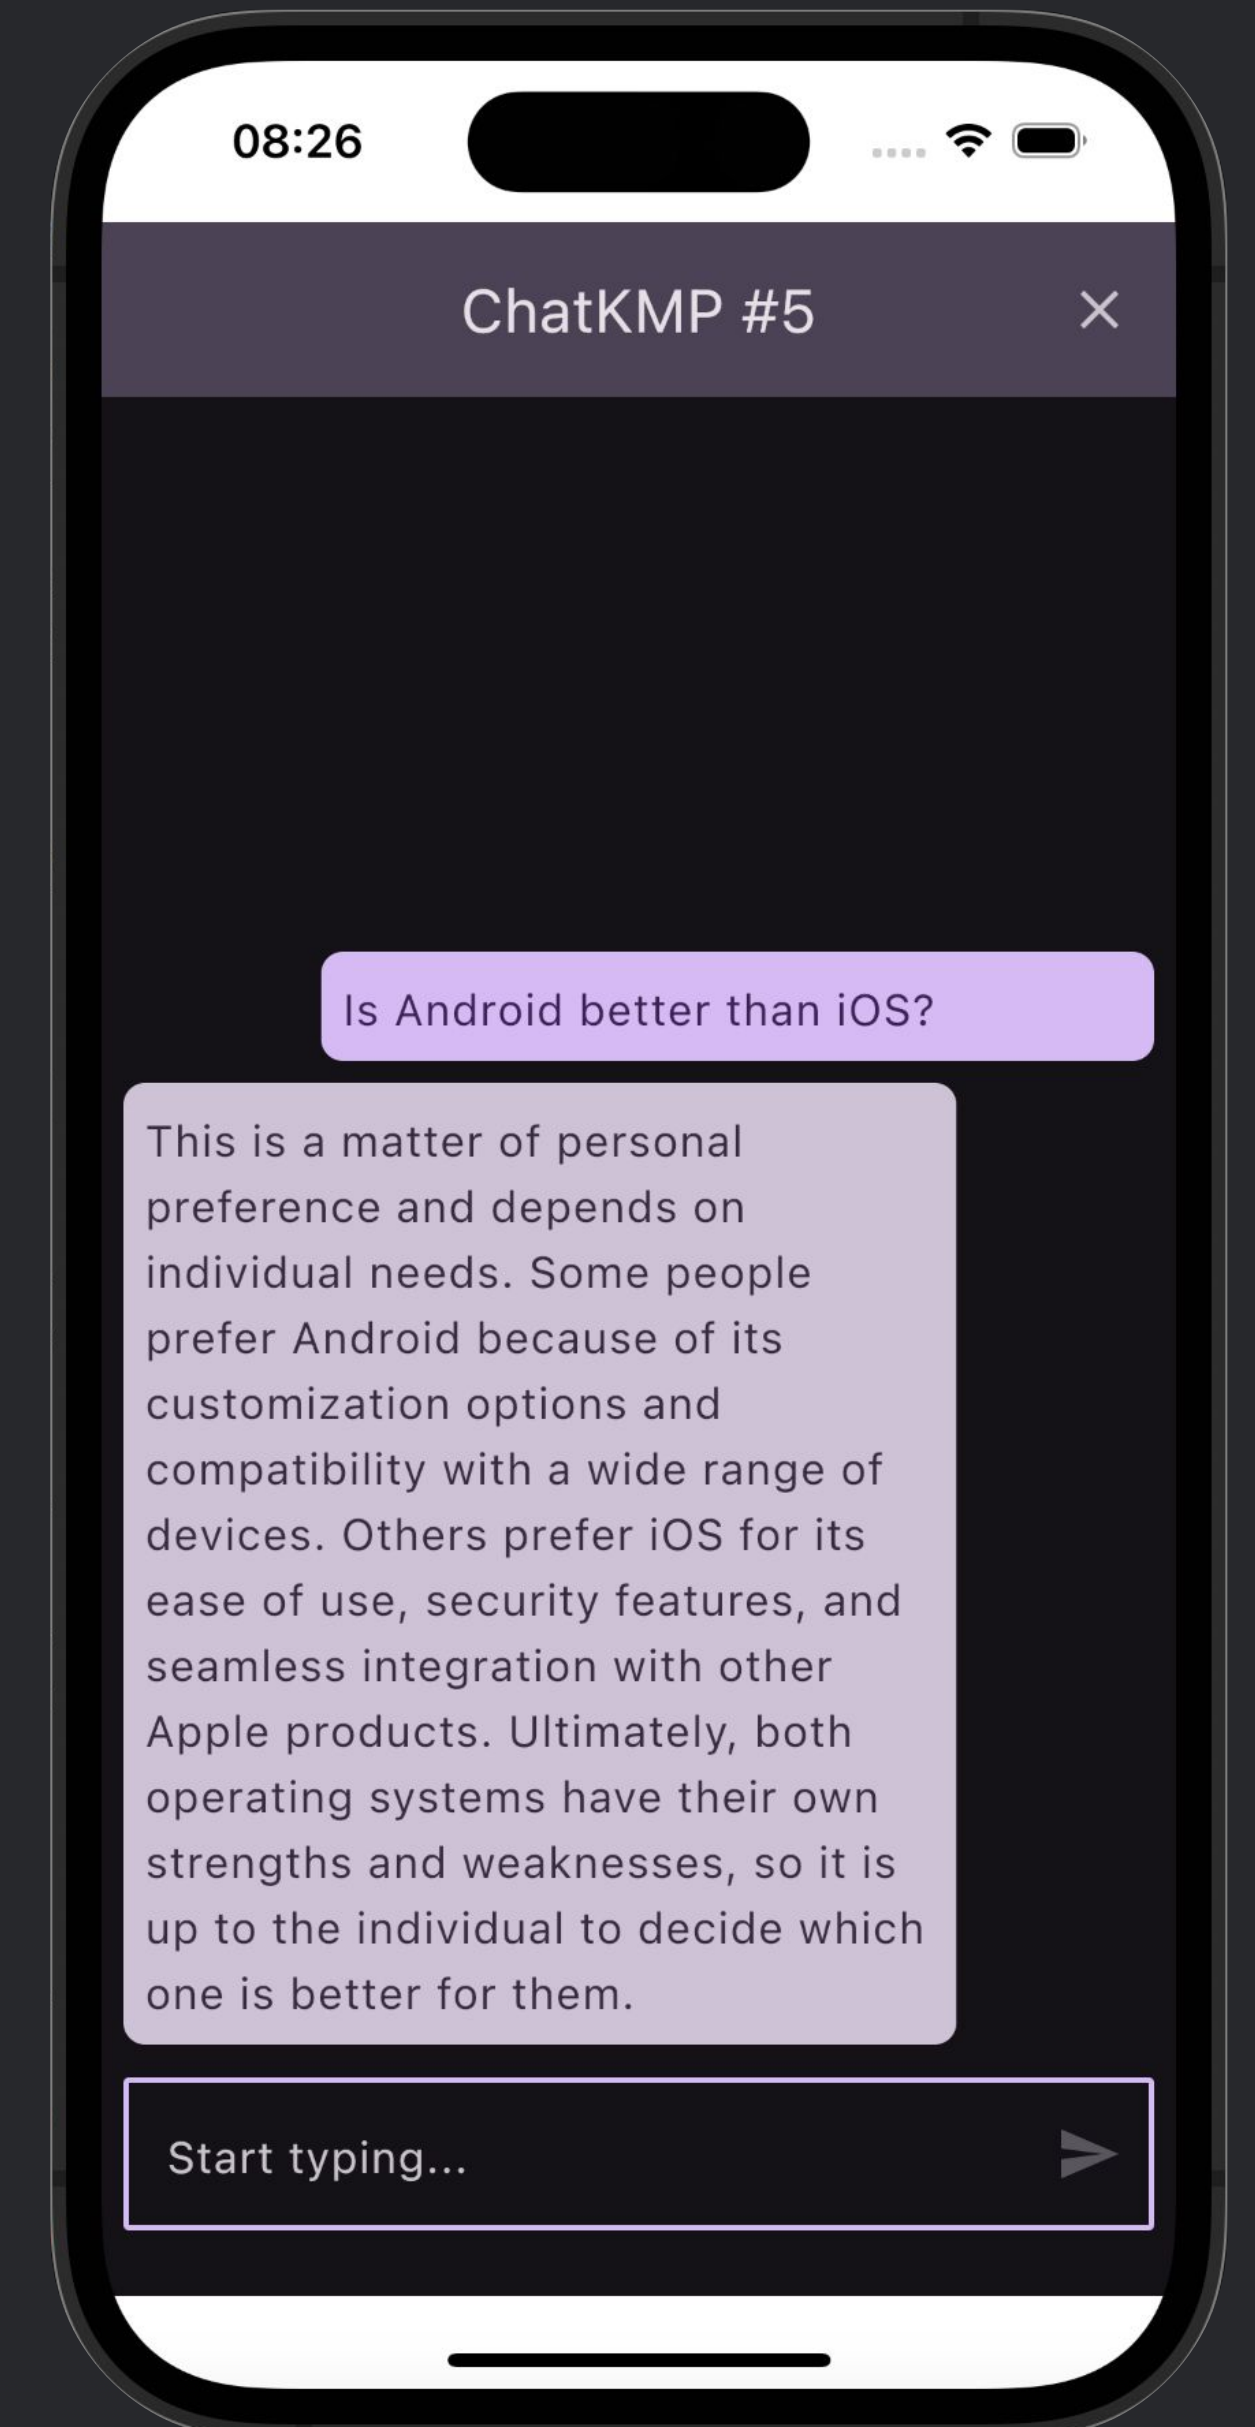 08:26
ChatKMP #5
Is Android better than iOS?
This is a matter of personal
preference and depends on
individual needs. Some people
prefer Android because of its
customization options and
compatibility with a wide range of
devices. Others prefer iOS for its
ease of use, security features, and
seamless integration with other
Apple products. Ultimately, both
operating systems have their own
strengths and weaknesses, so it is
up to the individual to decide which
one is better for them.
Start typing...